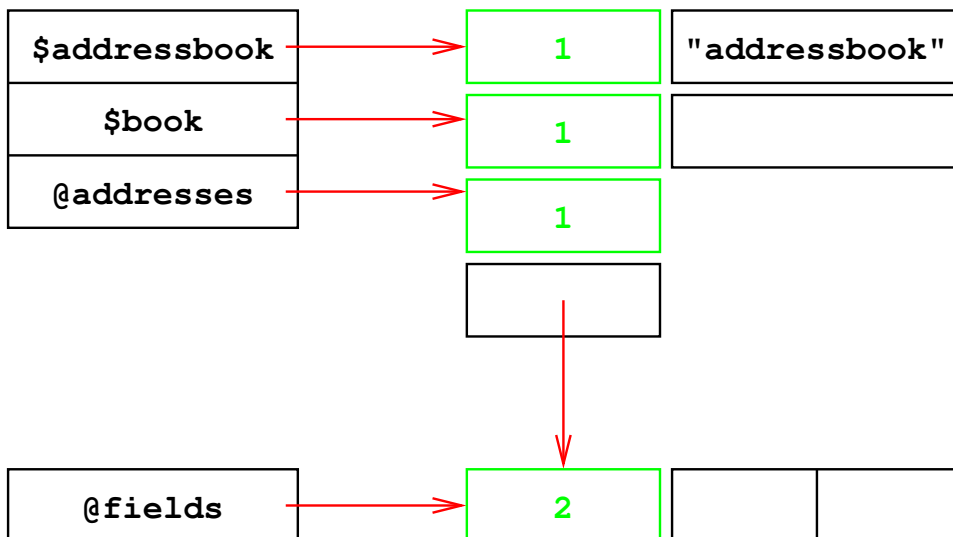 $addressbook 1 "addressbook"
$book 1
@addresses 1
@fields 2